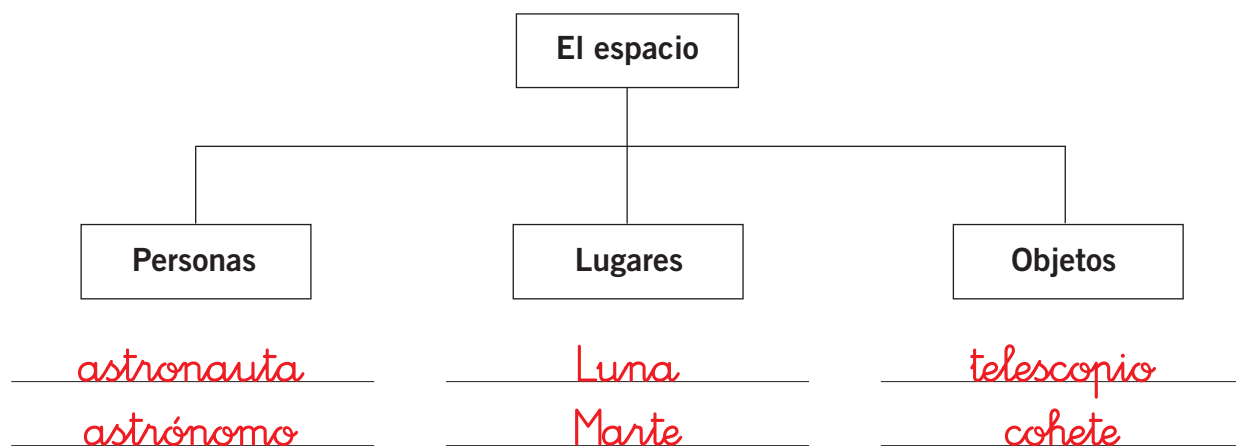 El espacio
Personas Lugares Objetos
astronauta Luna telescopio
astrónomo Marte cohete